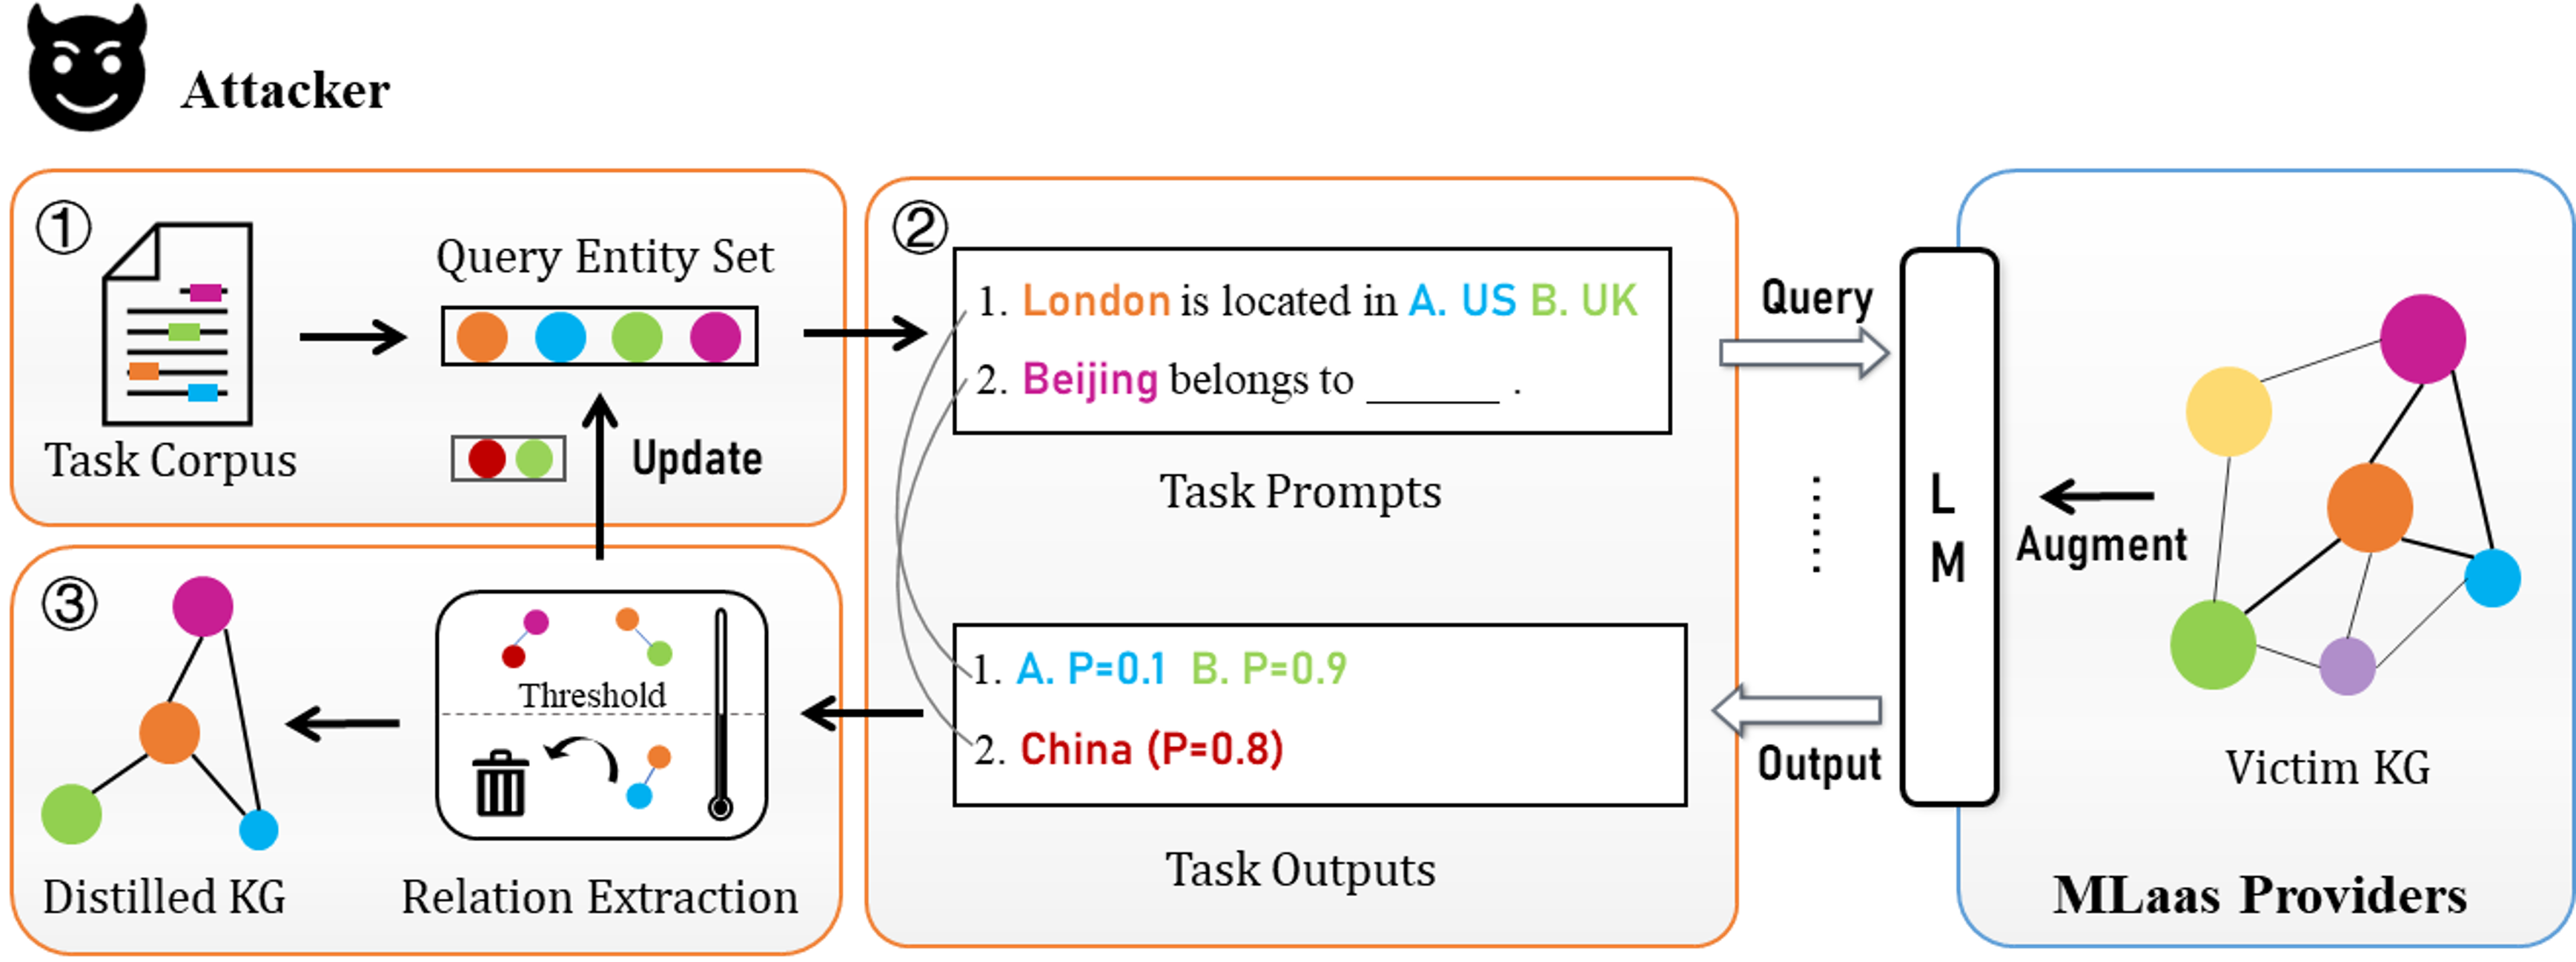 Attacker
①
Query Entity Set
Task Corpus
Update
②
1. London is located in A. US B. UK
2. Beijing belongs to ______ .
Task Prompts
1. A. P=0.1 B. P=0.9
2. China (P=0.8)
Task Outputs
③
Threshold
Distilled KG
Relation Extraction
Query
Output
L
M
Augment
Victim KG
MLaas Providers